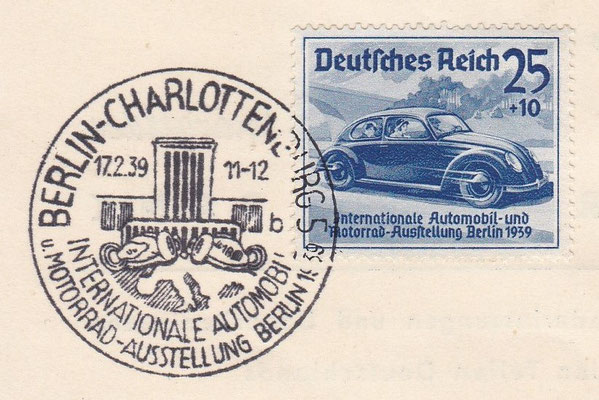 Deutsches Reich 25
+10
Internationale Automobil- und
Motorrad-Ausstellung Berlin 1939
BERLIN-CHARLOTTENBURG 5
17.2.39 11-12
b
INTERNATIONALE AUTOMOBIL
u. MOTORRAD-AUSSTELLUNG BERLIN 1939